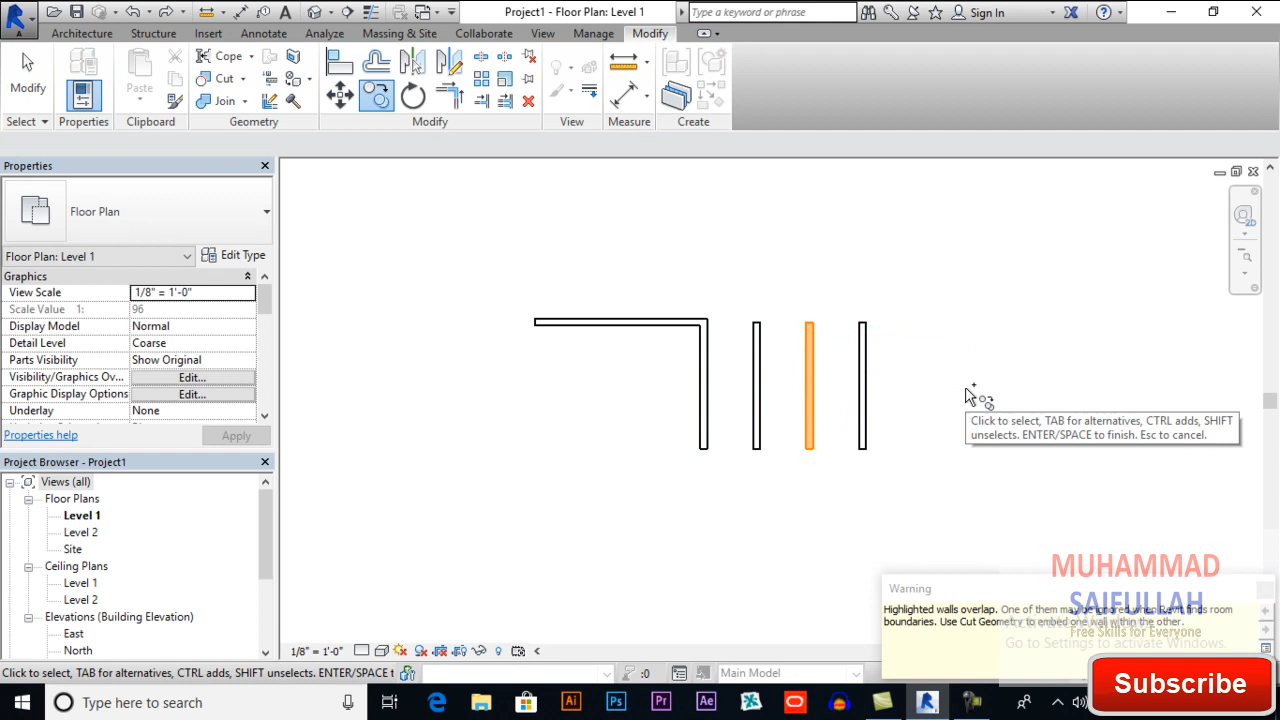 Project1 - Floor Plan: Level 1
Type a keyword or phrase
Sign In
A
Architecture
Structure
Insert
Annotate
Analyze
Massing & Site
Collaborate
View
Manage
Modify
Modify
Paste
Cope
Cut
Join
Select
Properties
Clipboard
Geometry
Modify
View
Measure
Create
Properties
Floor Plan
Floor Plan: Level 1
Edit Type
Graphics
View Scale
1/8" = 1'-0"
Scale Value 1:
96
Display Model
Normal
Detail Level
Coarse
Parts Visibility
Show Original
Visibility/Graphics Ov...
Edit...
Graphic Display Options
Edit...
Underlay
None
Properties help
Apply
Project Browser - Project1
Views (all)
Floor Plans
Level 1
Level 2
Site
Ceiling Plans
Level 1
Level 2
Elevations (Building Elevation)
East
North
2D
Click to select, TAB for alternatives, CTRL adds, SHIFT
unselects. ENTER/SPACE to finish. Esc to cancel.
MUHAMMAD
SAIFULLAH
Free Skills for Everyone
Warning
Highlighted walls overlap. One of them may be ignored when Revit finds room
boundaries. Use Cut Geometry to embed one wall within the other.
Go to Settings to activate Windows.
1/8" = 1'-0"
Click to select, TAB for alternatives, CTRL adds, SHIFT unselects. ENTER/SPACE t
:0
Main Model
Subscribe
Type here to search
Ai
Ps
Pr
Ae